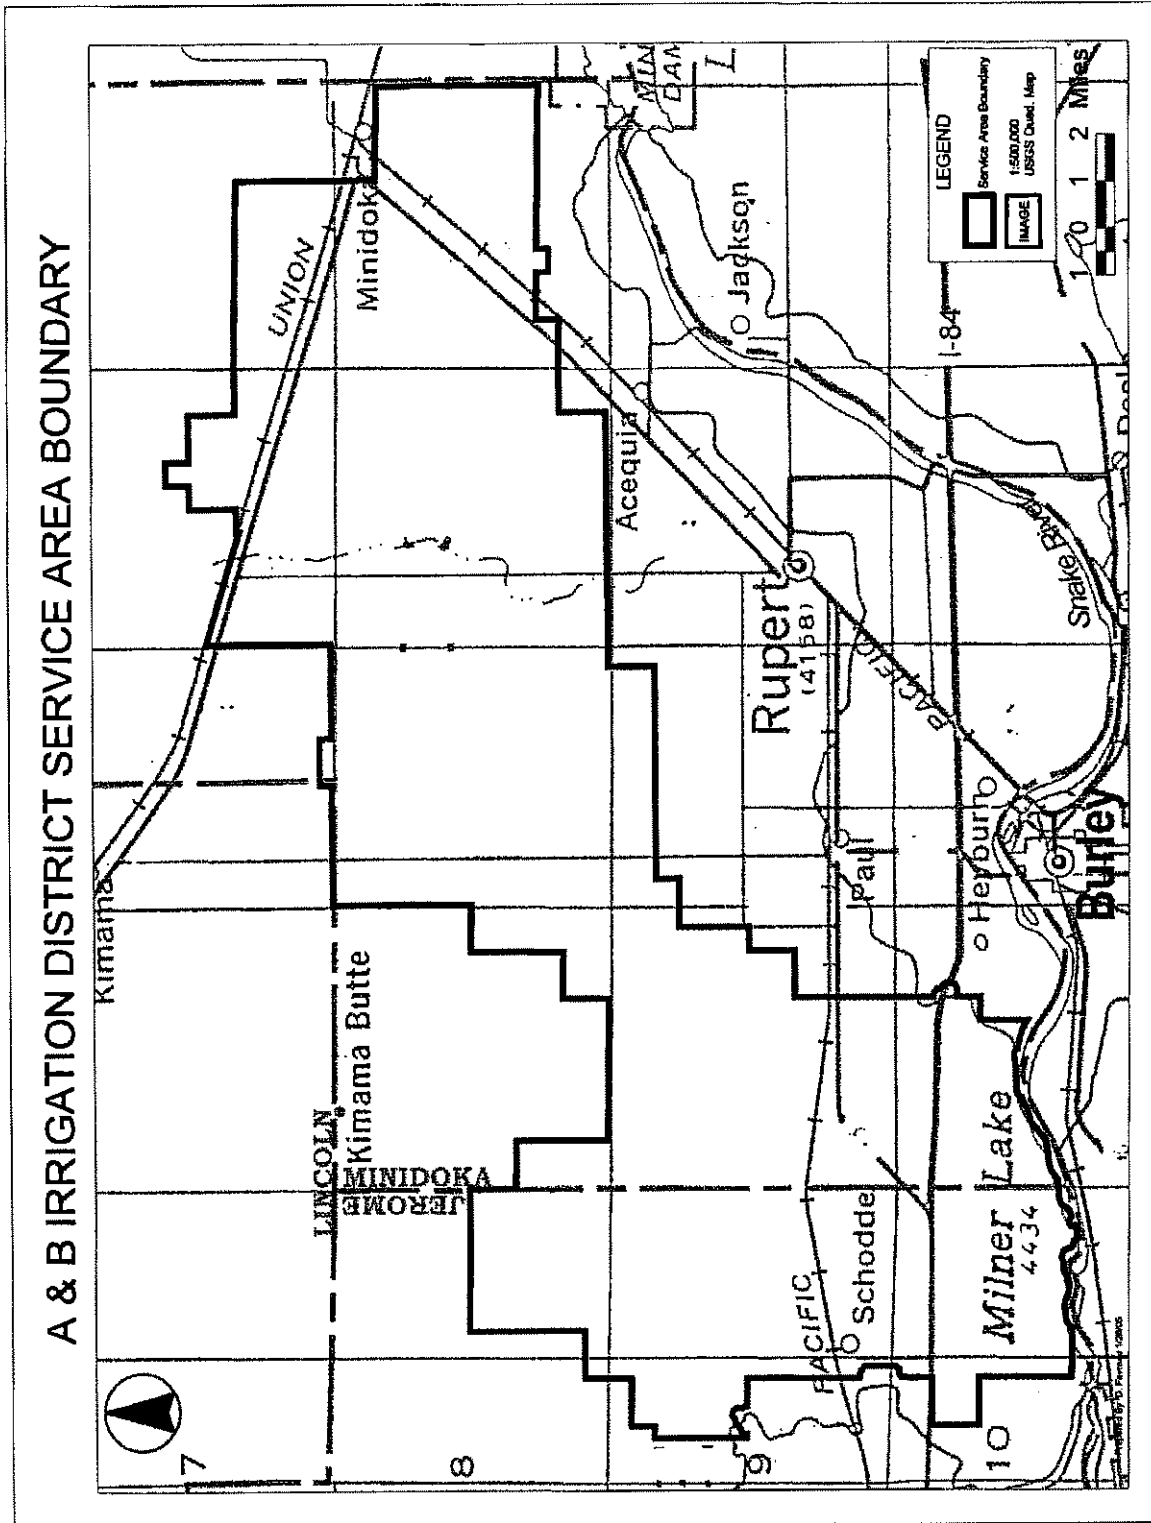 A & B IRRIGATION DISTRICT SERVICE AREA BOUNDARY
Kimama
UNION
Minidoka
7
LINCOLN
MINIDOKA
JEROME
Kimama Butte
8
Acequia
MIN
DAM
Jackson
9
Rupert
(4158)
PACIFIC
PACIFIC
Schodde
Paul
Heyburn
I-84
10
Milner Lake
4434
Snake River
Burley
LEGEND
Service Area Boundary
IMAGE
1:500,000
USGS Quad. Map
1 0 1 2 Miles